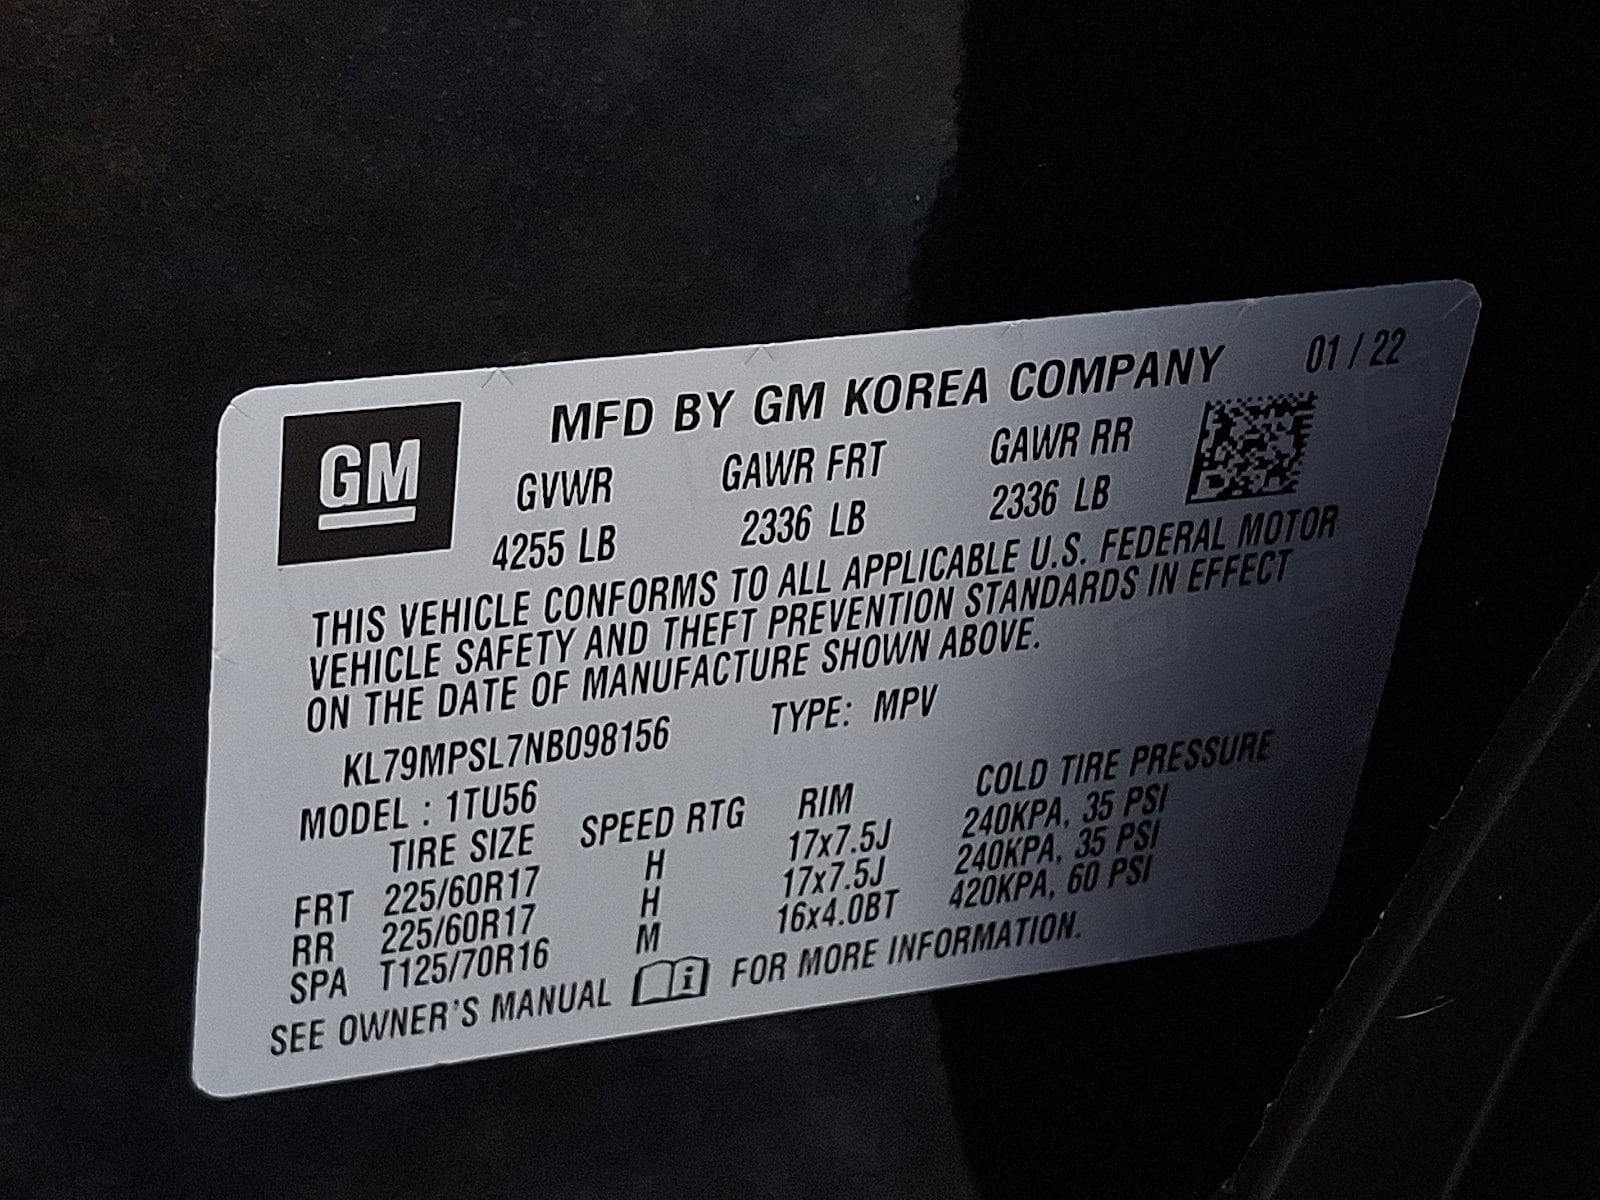 MFD BY GM KOREA COMPANY 01 / 22
GM
GVWR GAWR FRT GAWR RR
4255 LB 2336 LB 2336 LB
THIS VEHICLE CONFORMS TO ALL APPLICABLE U.S. FEDERAL MOTOR
VEHICLE SAFETY AND THEFT PREVENTION STANDARDS IN EFFECT
ON THE DATE OF MANUFACTURE SHOWN ABOVE.
KL79MPSL7NB098156 TYPE: MPV
MODEL : 1TU56
TIRE SIZE SPEED RTG RIM COLD TIRE PRESSURE
FRT 225/60R17 H 17x7.5J 240KPA, 35 PSI
RR 225/60R17 H 17x7.5J 240KPA, 35 PSI
SPA T125/70R16 M 16x4.0BT 420KPA, 60 PSI
SEE OWNER'S MANUAL i FOR MORE INFORMATION.